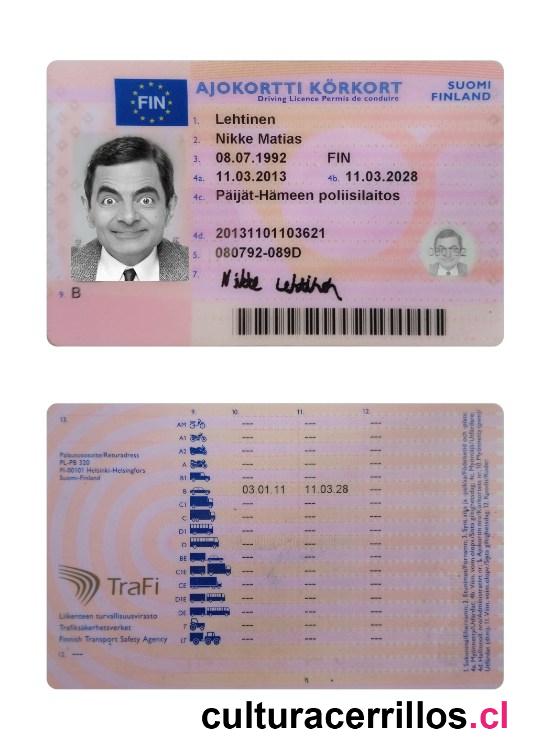 FIN
AJOKORTTI KÖRKORT
Driving Licence Permis de conduire
SUOMI
FINLAND
1. Lehtinen
2. Nikke Matias
3. 08.07.1992 FIN
4a. 11.03.2013 4b. 11.03.2028
4c. Päijät-Hämeen poliisilaitos
4d. 20131101103621
5. 080792-089D
7. Nikke Lehtinen
9. B
13.
9. 10. 11. 12.
Palautusosoite/Returadress
PL-PB 320
FI-00101 Helsinki-Helsingfors
Suomi-Finland
AM --- --- ---
A1 --- --- ---
A2 --- --- ---
A --- --- ---
B1 --- --- ---
B 03.01.11 11.03.28 ---
C1 --- --- ---
C --- --- ---
D1 --- --- ---
D --- --- ---
BE --- --- ---
C1E --- --- ---
CE --- --- ---
D1E --- --- ---
DE --- --- ---
T --- --- ---
LT --- --- ---
TraFi
Liikenteen turvallisuusvirasto
Trafiksäkerhetsverket
Finnish Transport Safety Agency
12. ---
culturacerrillos.cl